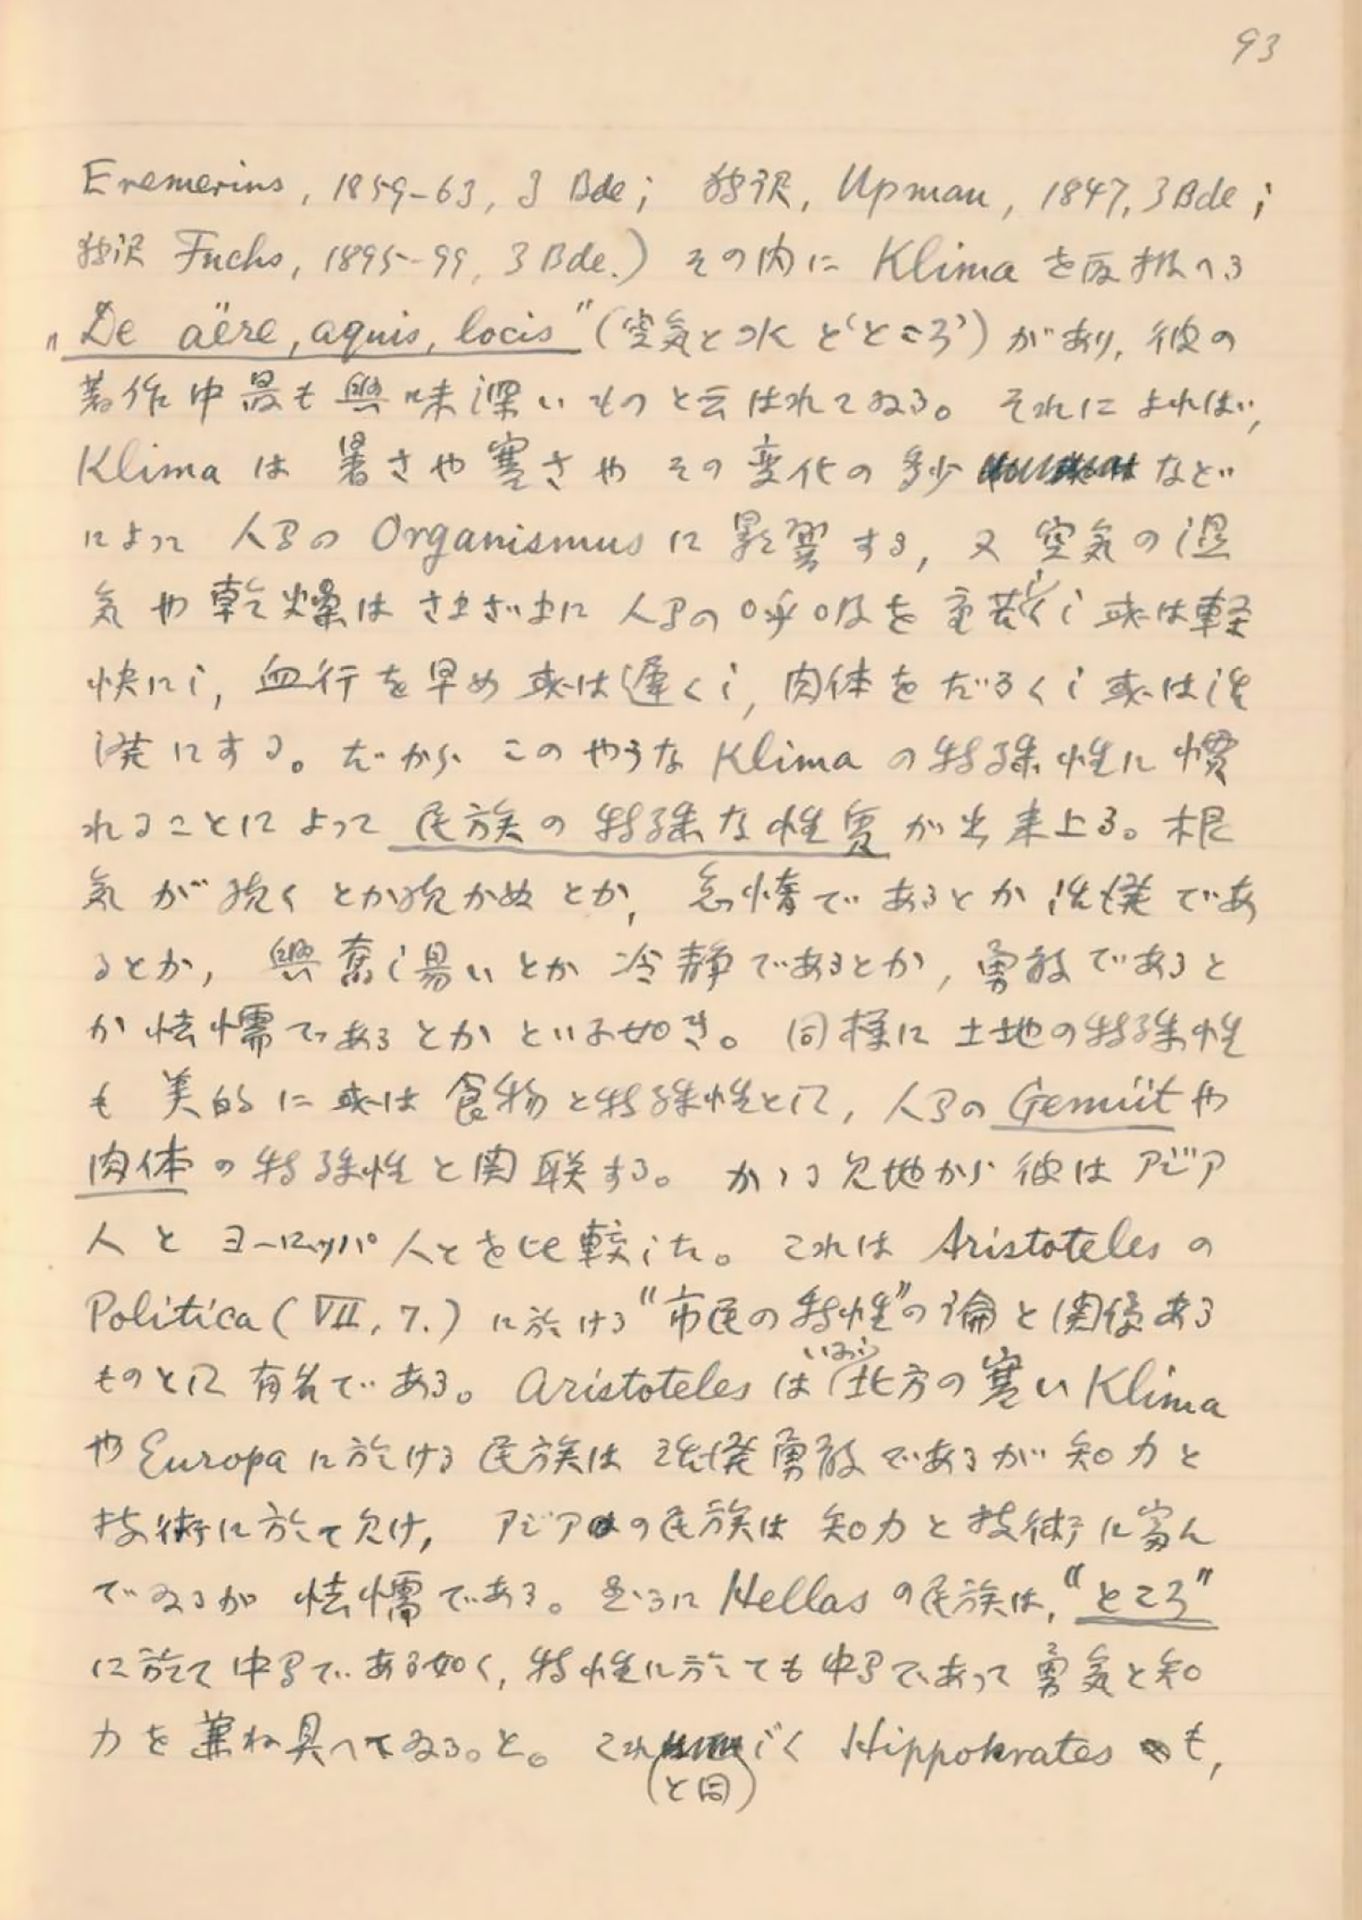 93
Eremerins, 1859-63, 3 Bde; 独訳, Upman, 1847, 3Bde;
独訳 Fuchs, 1895-99, 3 Bde.) その内に Klima を取扱へる
„De aëre, aquis, locis" (空気と水と'ところ') があり, 彼の
著作中最も興味深いものと云はれてゐる。それによれば,
Klima は 暑さや寒さや その変化の多少 など
によって 人間の Organismus に影響する, 又 空気の湿
気や乾燥は さまざまに 人間の呼吸を重苦しくし 或は軽
快にし, 血行を早め 或は遅くし, 肉体をだるくし 或は活
溌にする。だから このやうな Klima の特殊性に慣
れることによって 民族の特殊な性質 が出来上る。根
気が続くとか続かぬとか, 怠惰であるとか活溌であ
るとか, 興奮し易いとか 冷静であるとか, 勇敢であると
か怯懦であるとかといふ如き。同様に 土地の特殊性
も 美的に或は 食物と特殊性として, 人間の Gemüt や
肉体の特殊性と関联する。かゝる見地から 彼は アジア
人と ヨーロッパ人とを比較した。これは Aristoteles の
Politica (VII, 7.) に於ける "市民の特性"の論と関係ある
ものとして有名である。Aristoteles はいふ 北方の寒い Klima
や Europa に於ける民族は 活溌勇敢であるが 知力と
技術に於て欠け, アジアの民族は 知力と技術に富ん
でゐるが 怯懦である。然るに Hellas の民族は, "ところ"
に於て中間である如く, 特性に於ても中間であって 勇気と知
力を兼ね具へてゐる。と。これ(と同)じく Hippokrates も,